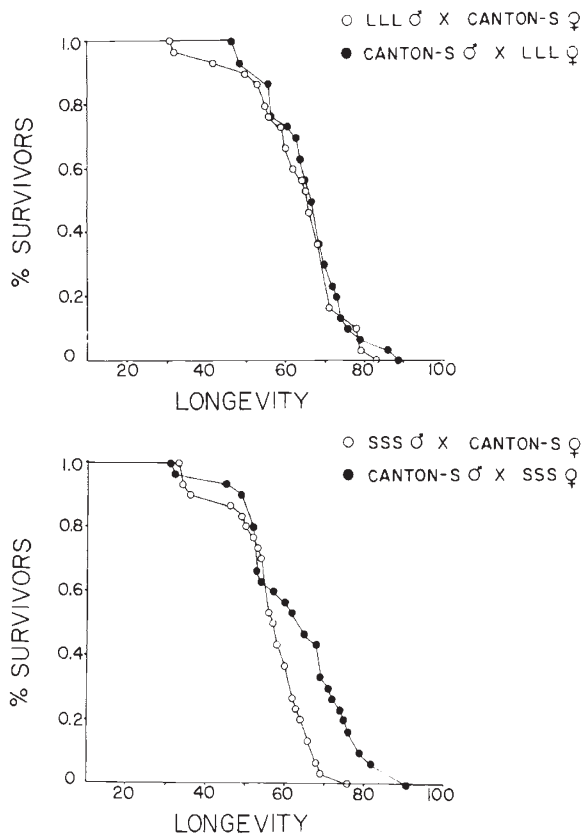 ○ LLL ♂ X CANTON-S ♀
● CANTON-S ♂ X LLL ♀
1.0
0.8
0.6
0.4
0.2
0
% SURVIVORS
20 40 60 80 100
LONGEVITY
○ SSS ♂ X CANTON-S ♀
● CANTON-S ♂ X SSS ♀
1.0
0.8
0.6
0.4
0.2
0
% SURVIVORS
20 40 60 80 100
LONGEVITY